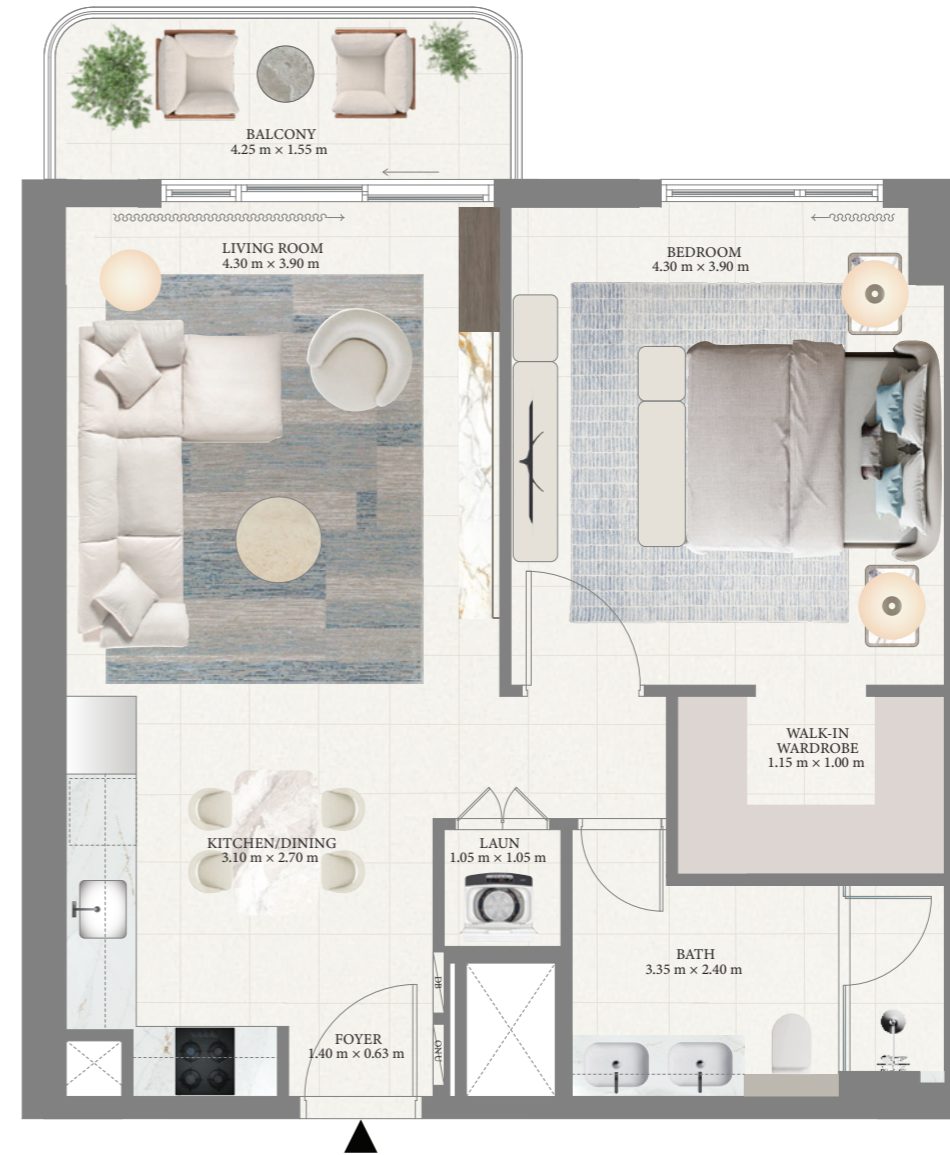 BALCONY
4.25 m × 1.55 m
LIVING ROOM
4.30 m × 3.90 m
BEDROOM
4.30 m × 3.90 m
WALK-IN
WARDROBE
1.15 m × 1.00 m
KITCHEN/DINING
3.10 m × 2.70 m
LAUN
1.05 m × 1.05 m
BATH
3.35 m × 2.40 m
DB
FOYER
1.40 m × 0.63 m
ONU